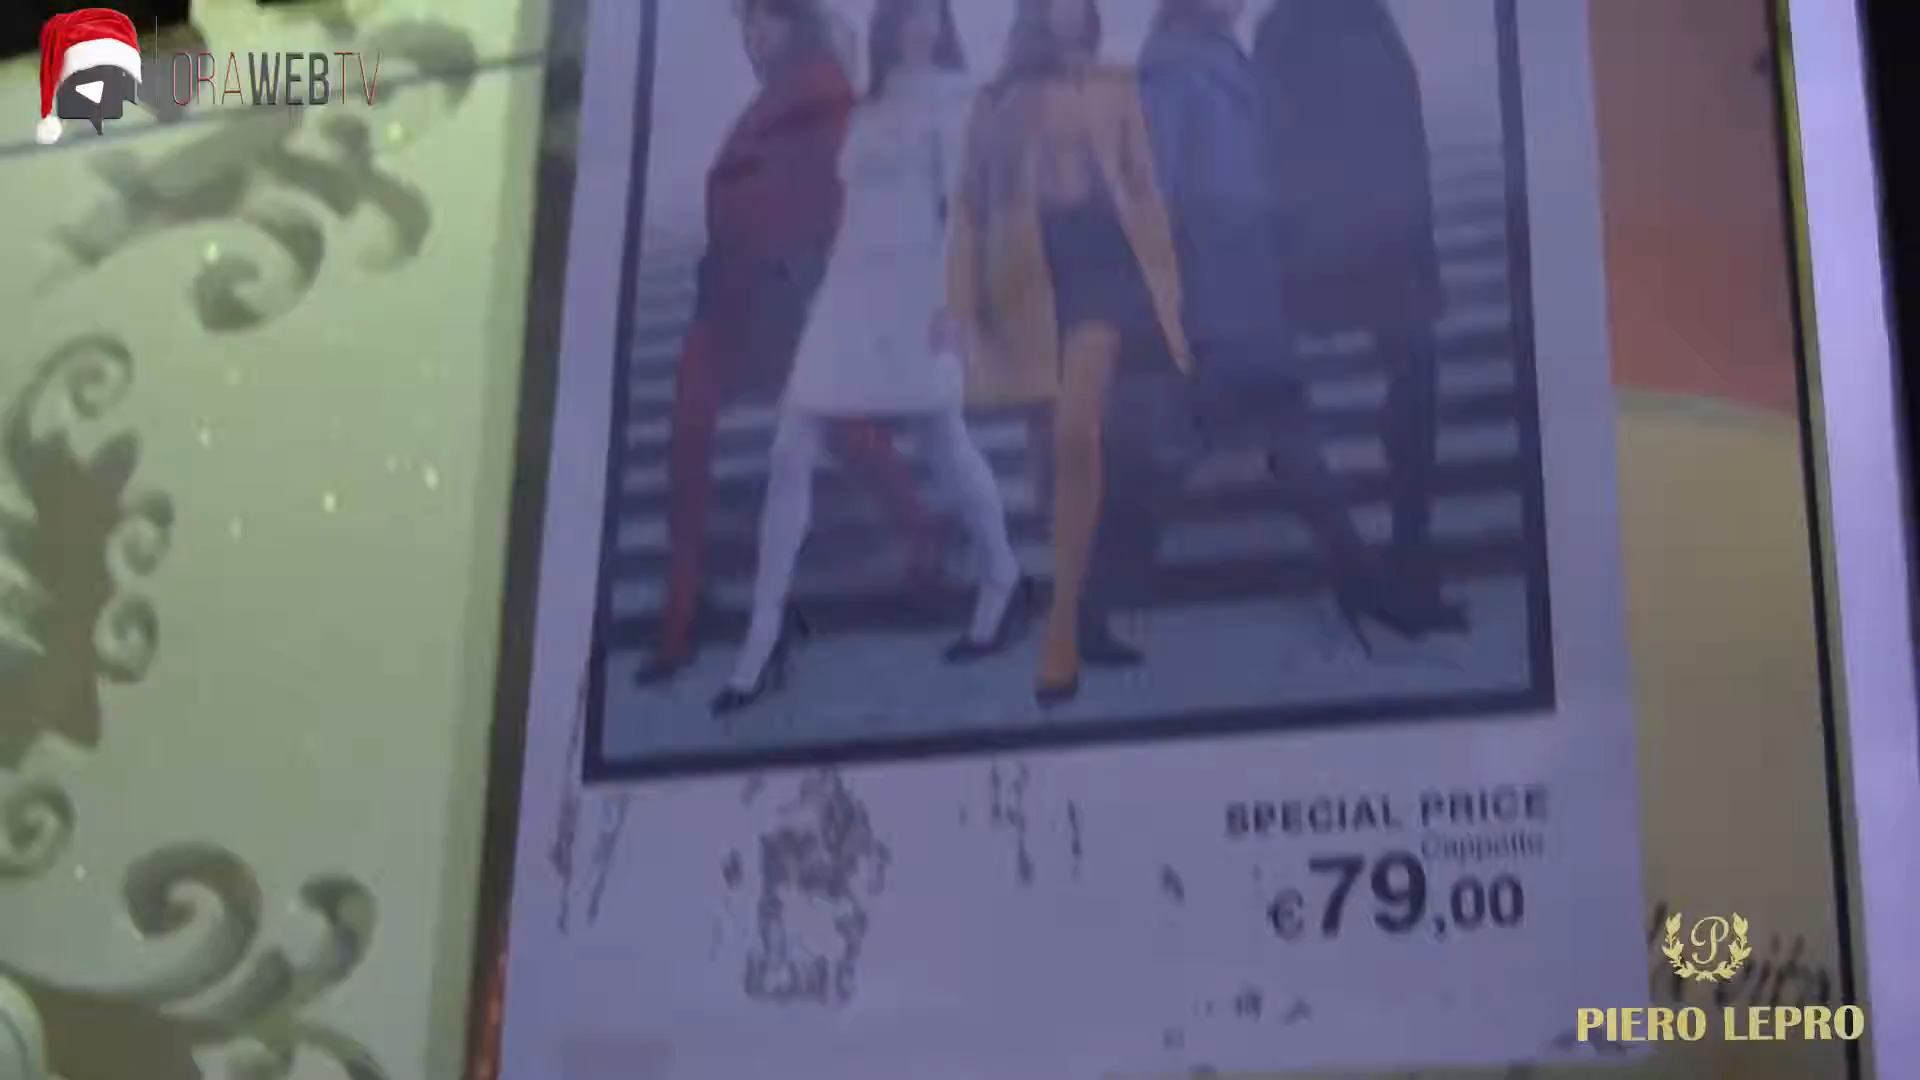 ORAWEBTV
SPECIAL PRICE
Cappotto
€79,00
P
PIERO LEPRO